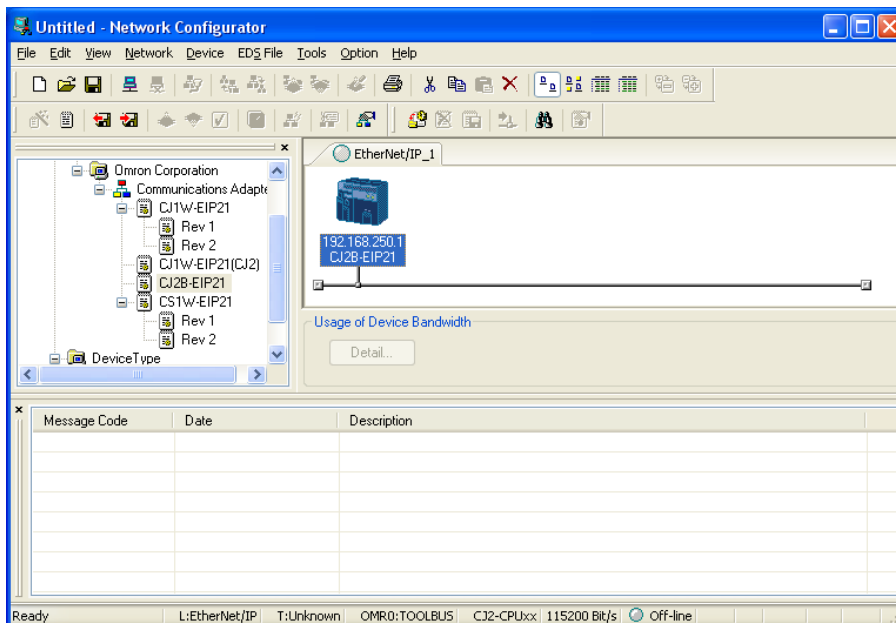 Untitled - Network Configurator
File Edit View Network Device EDS File Tools Option Help
Omron Corporation
Communications Adapte
CJ1W-EIP21
Rev 1
Rev 2
CJ1W-EIP21(CJ2)
CJ2B-EIP21
CS1W-EIP21
Rev 1
Rev 2
DeviceType
EtherNet/IP_1
192.168.250.1
CJ2B-EIP21
Usage of Device Bandwidth
Detail...
Message Code Date Description
Ready L:EtherNet/IP T:Unknown OMR0:TOOLBUS CJ2-CPUxx 115200 Bit/s Off-line